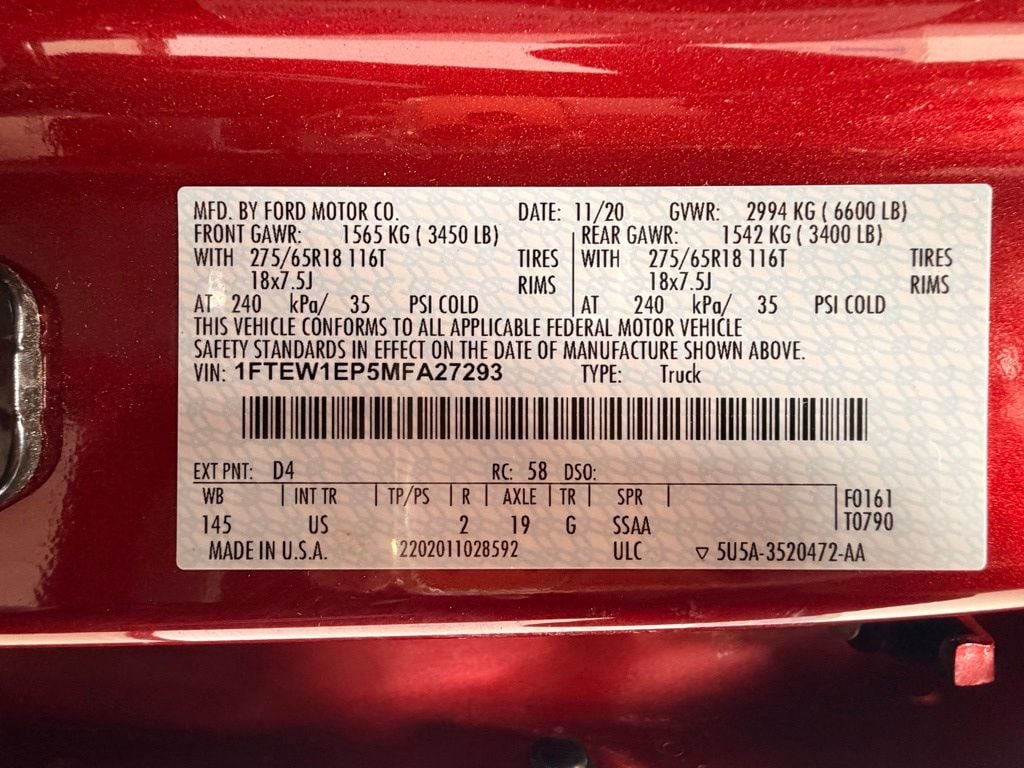 MFD. BY FORD MOTOR CO. DATE: 11/20 GVWR: 2994 KG ( 6600 LB)
FRONT GAWR: 1565 KG ( 3450 LB) REAR GAWR: 1542 KG ( 3400 LB)
WITH 275/65R18 116T TIRES WITH 275/65R18 116T TIRES
18x7.5J RIMS 18x7.5J RIMS
AT 240 kPa/ 35 PSI COLD AT 240 kPa/ 35 PSI COLD
THIS VEHICLE CONFORMS TO ALL APPLICABLE FEDERAL MOTOR VEHICLE
SAFETY STANDARDS IN EFFECT ON THE DATE OF MANUFACTURE SHOWN ABOVE.
VIN: 1FTEW1EP5MFA27293 TYPE: Truck
EXT PNT: D4 RC: 58 DSO:
WB INT TR TP/PS R AXLE TR SPR F0161
145 US 2 19 G SSAA T0790
MADE IN U.S.A. 2202011028592 ULC ▽ 5U5A-3520472-AA